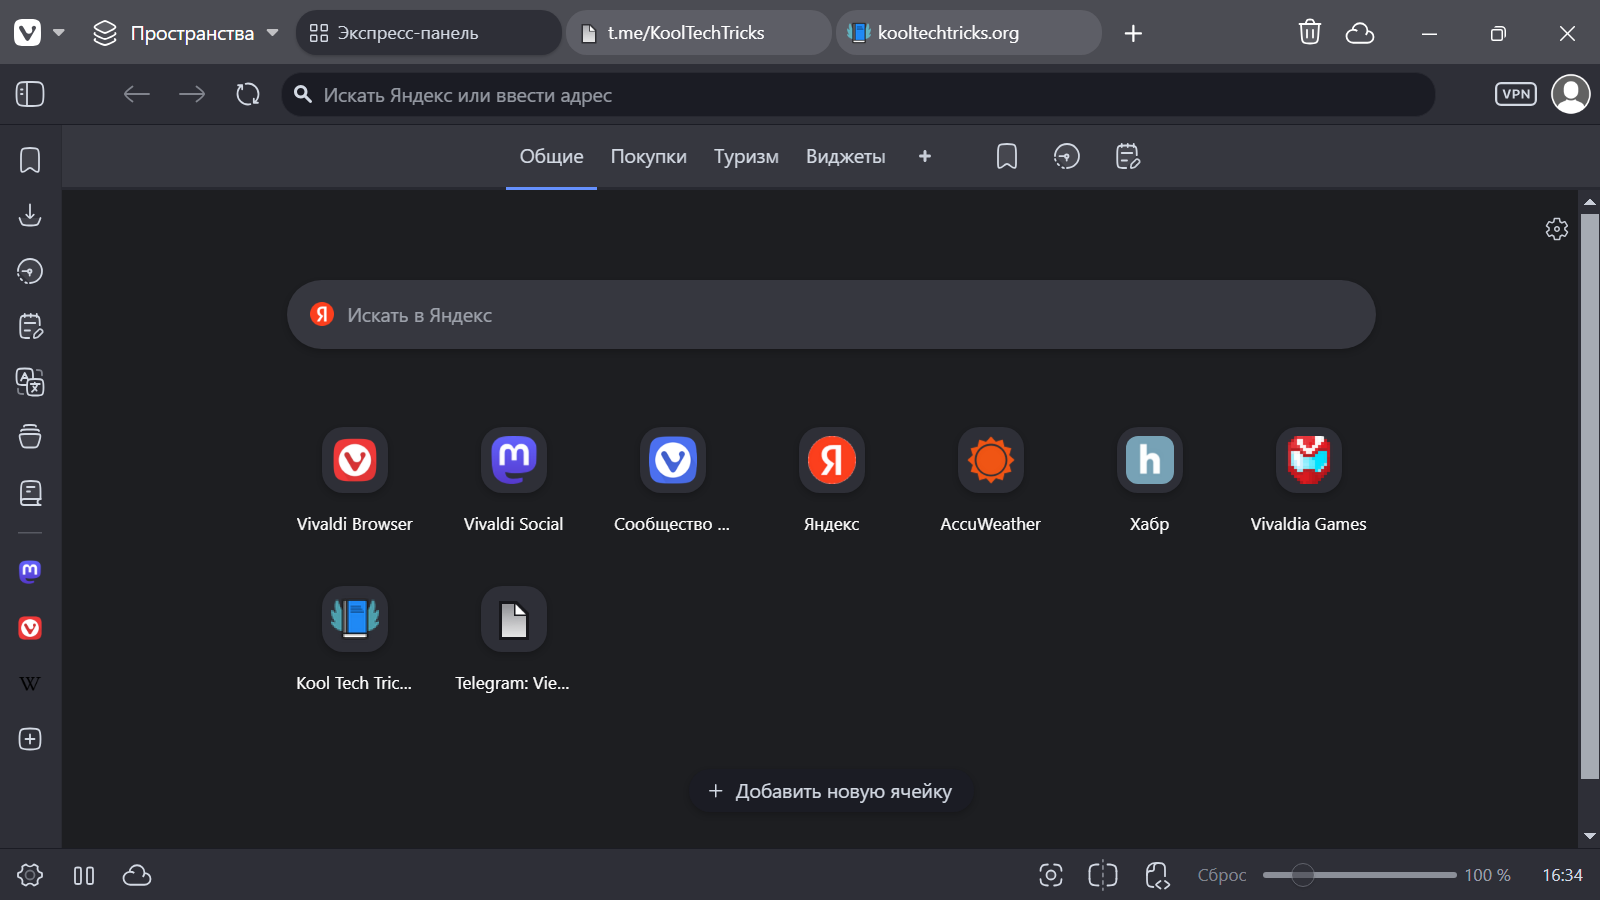 Пространства
Экспресс-панель
t.me/KoolTechTricks
kooltechtricks.org
Искать Яндекс или ввести адрес
VPN
Общие
Покупки
Туризм
Виджеты
Я
Искать в Яндекс
m
Я
h
Vivaldi Browser
Vivaldi Social
Сообщество ...
Яндекс
AccuWeather
Хабр
Vivaldia Games
m
W
Kool Tech Tric...
Telegram: Vie...
+ Добавить новую ячейку
Сброс
100 %
16:34